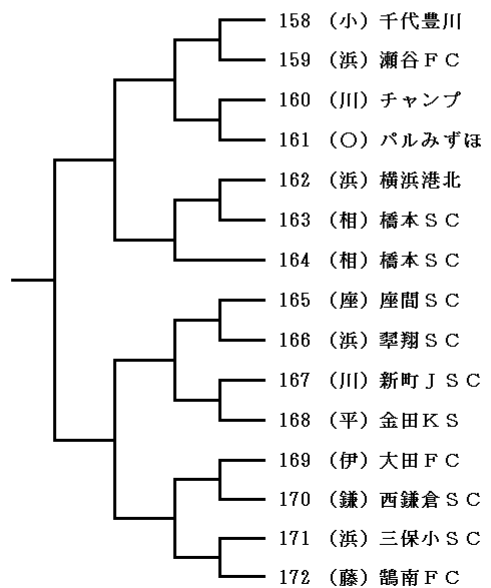 158 （小）千代豊川
159 （浜）瀬谷ＦＣ
160 （川）チャンプ
161 （〇）パルみずほ
162 （浜）横浜港北
163 （相）橋本ＳＣ
164 （相）橋本ＳＣ
165 （座）座間ＳＣ
166 （浜）翠翔ＳＣ
167 （川）新町ＪＳＣ
168 （平）金田ＫＳ
169 （伊）大田ＦＣ
170 （鎌）西鎌倉ＳＣ
171 （浜）三保小ＳＣ
172 （藤）鵠南ＦＣ